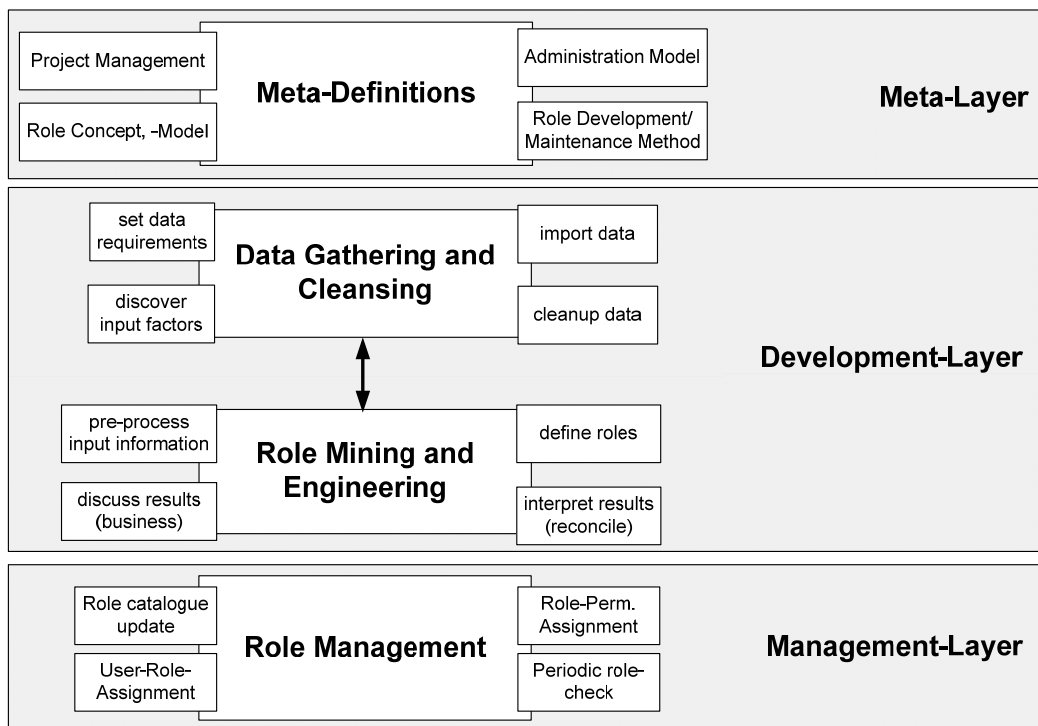 Project Management
Role Concept, -Model
Meta-Definitions
Administration Model
Role Development/
Maintenance Method
Meta-Layer
set data
requirements
discover
input factors
Data Gathering and
Cleansing
import data
cleanup data
Development-Layer
pre-process
input information
discuss results
(business)
Role Mining and
Engineering
define roles
interpret results
(reconcile)
Role catalogue
update
User-Role-
Assignment
Role Management
Role-Perm.
Assignment
Periodic role-
check
Management-Layer